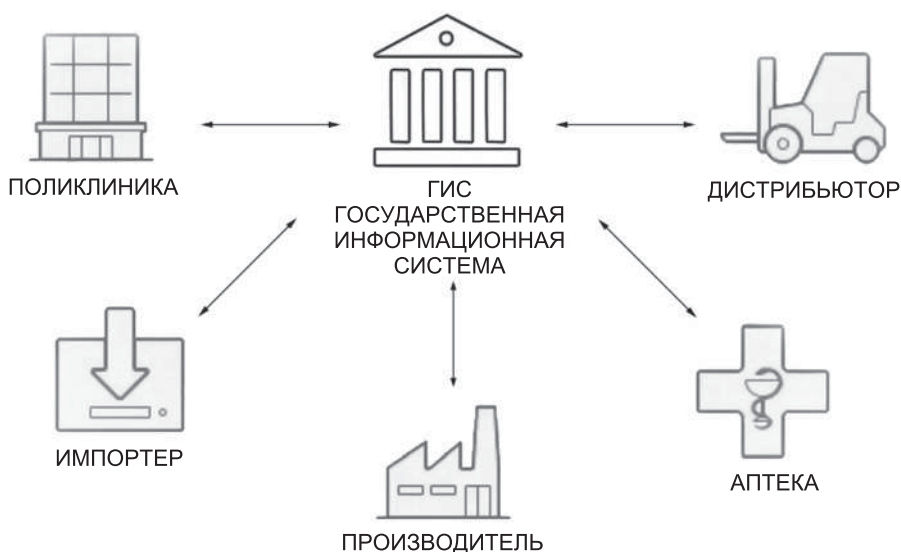 ПОЛИКЛИНИКА
ГИС
ГОСУДАРСТВЕННАЯ
ИНФОРМАЦИОННАЯ
СИСТЕМА
ДИСТРИБЬЮТОР
ИМПОРТЕР
ПРОИЗВОДИТЕЛЬ
АПТЕКА